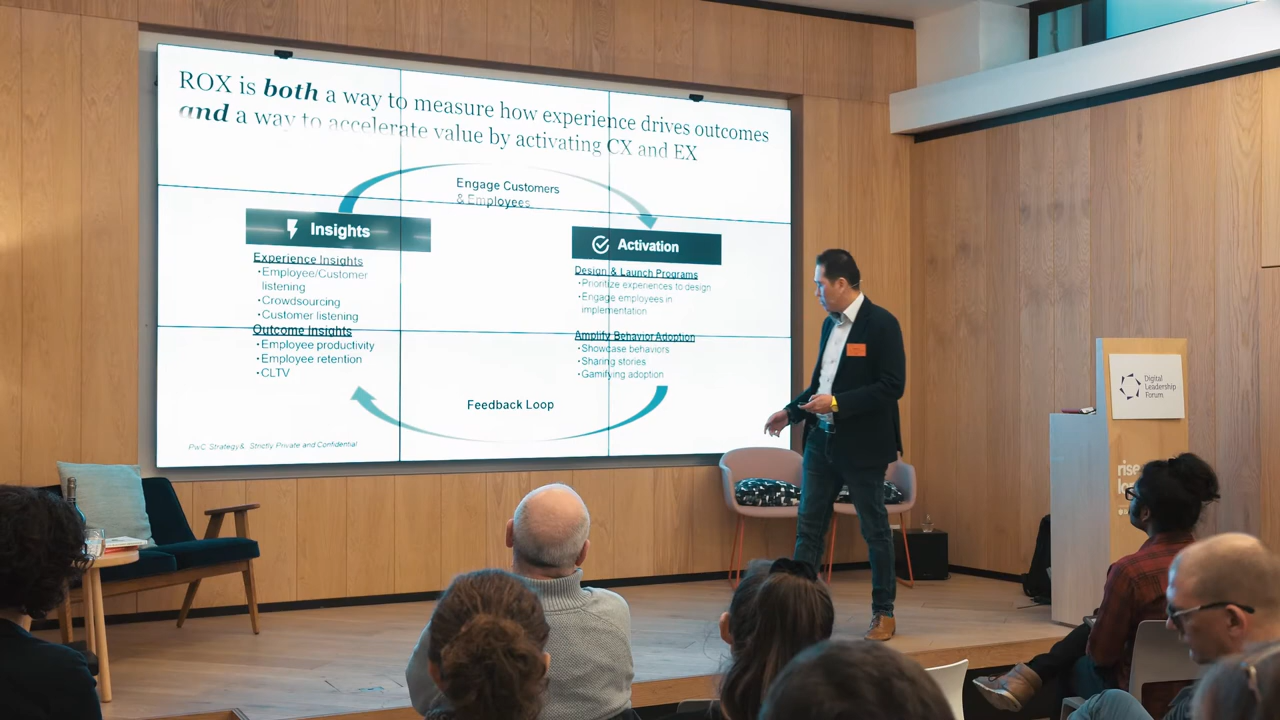 ROX is both a way to measure how experience drives outcomes
and a way to accelerate value by activating CX and EX
Engage Customers
& Employees
Insights
Experience Insights
•Employee/Customer
listening
•Crowdsourcing
•Customer listening
Outcome Insights
•Employee productivity
•Employee retention
•CLTV
Activation
Design & Launch Programs
•Prioritize experiences to design
•Engage employees in
implementation
Amplify Behavior Adoption
•Showcase behaviors
•Sharing stories
•Gamifying adoption
Feedback Loop
PwC Strategy& Strictly Private and Confidential
Digital
Leadership
Forum
rise